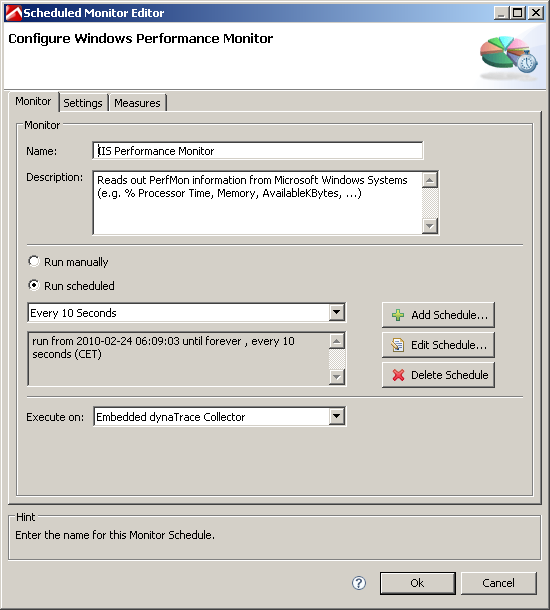 Scheduled Monitor Editor
Configure Windows Performance Monitor
Monitor Settings Measures
Monitor
Name: IIS Performance Monitor
Description: Reads out PerfMon information from Microsoft Windows Systems
(e.g. % Processor Time, Memory, AvailableKBytes, ...)
Run manually
Run scheduled
Every 10 Seconds
Add Schedule...
run from 2010-02-24 06:09:03 until forever , every 10
seconds (CET)
Edit Schedule...
Delete Schedule
Execute on: Embedded dynaTrace Collector
Hint
Enter the name for this Monitor Schedule.
? Ok Cancel